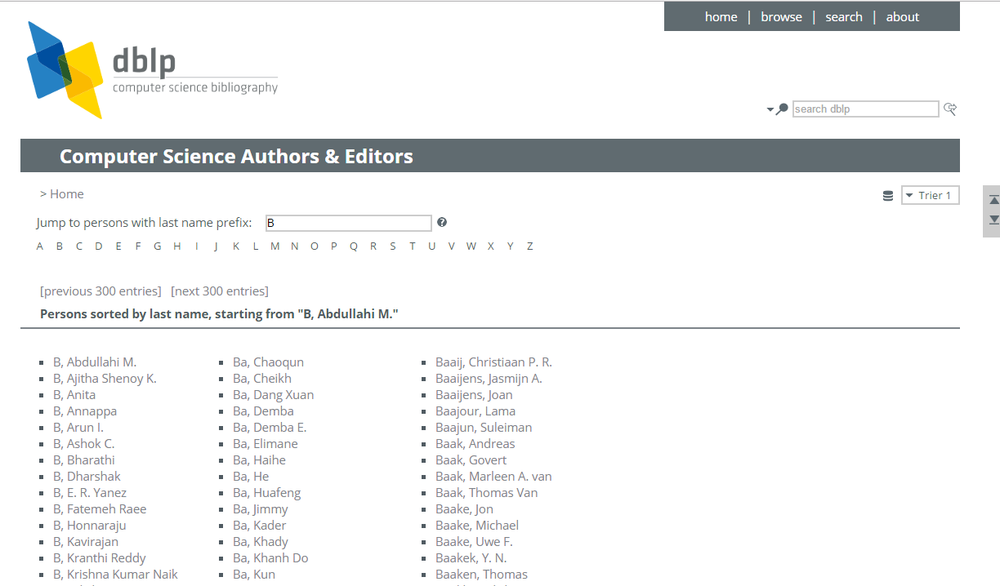 home | browse | search | about
dblp
computer science bibliography
search dblp
Computer Science Authors & Editors
> Home
Trier 1
Jump to persons with last name prefix: B
A B C D E F G H I J K L M N O P Q R S T U V W X Y Z
[previous 300 entries] [next 300 entries]
Persons sorted by last name, starting from "B, Abdullahi M."
B, Abdullahi M.
B, Ajitha Shenoy K.
B, Anita
B, Annappa
B, Arun I.
B, Ashok C.
B, Bharathi
B, Dharshak
B, E. R. Yanez
B, Fatemeh Raee
B, Honnaraju
B, Kavirajan
B, Kranthi Reddy
B, Krishna Kumar Naik
Ba, Chaoqun
Ba, Cheikh
Ba, Dang Xuan
Ba, Demba
Ba, Demba E.
Ba, Elimane
Ba, Haihe
Ba, He
Ba, Huafeng
Ba, Jimmy
Ba, Kader
Ba, Khady
Ba, Khanh Do
Ba, Kun
Baaij, Christiaan P. R.
Baaijens, Jasmijn A.
Baaijens, Joan
Baajour, Lama
Baajun, Suleiman
Baak, Andreas
Baak, Govert
Baak, Marleen A. van
Baak, Thomas Van
Baake, Jon
Baake, Michael
Baake, Uwe F.
Baakek, Y. N.
Baaken, Thomas